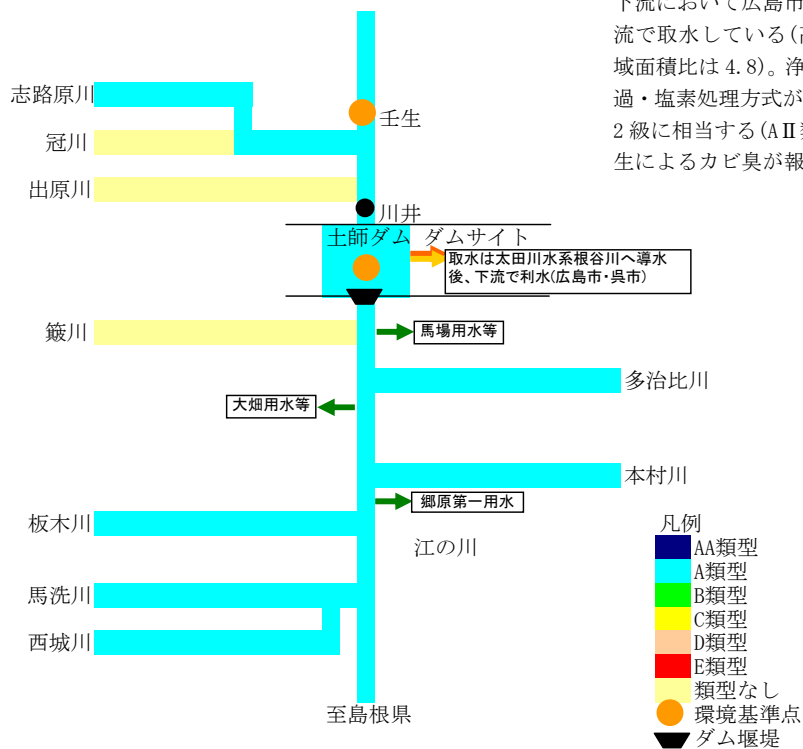 下流において広島市
流で取水している(
域面積比は 4.8)。浄
過・塩素処理方式が
2 級に相当する(AⅡ類
生によるカビ臭が報
志路原川
壬生
冠川
出原川
川井
土師ダム ダムサイト
取水は太田川水系根谷川へ導水
後、下流で利水(広島市・呉市)
簸川
馬場用水等
多治比川
大畑用水等
本村川
郷原第一用水
板木川
江の川
馬洗川
西城川
至島根県
凡例
AA類型
A類型
B類型
C類型
D類型
E類型
類型なし
環境基準点
ダム堰堤